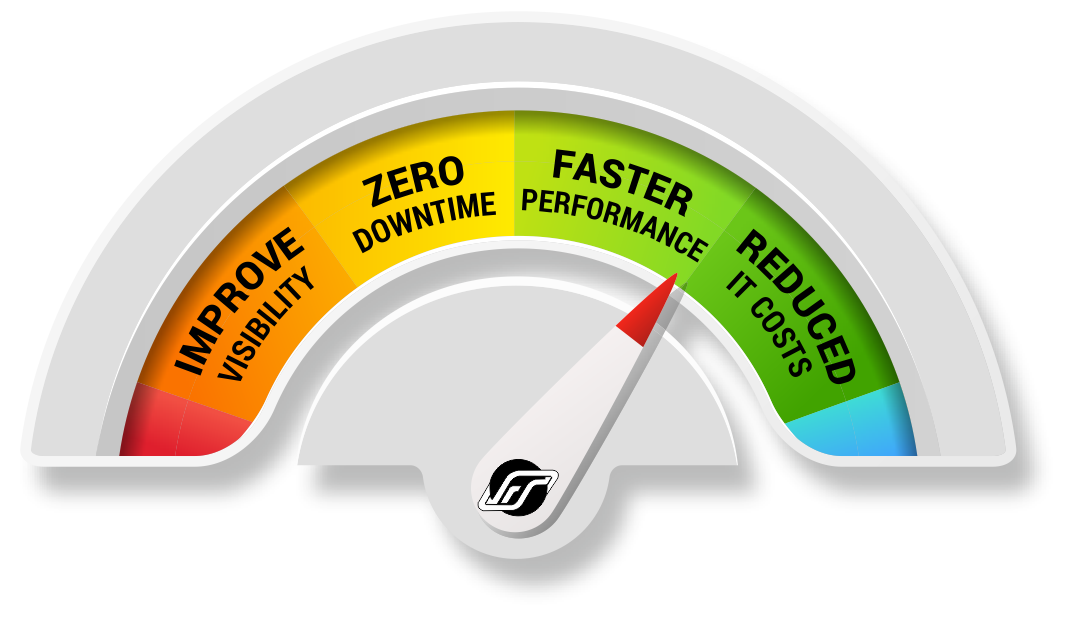 IMPROVE
VISIBILITY
ZERO
DOWNTIME
FASTER
PERFORMANCE
REDUCED
IT COSTS